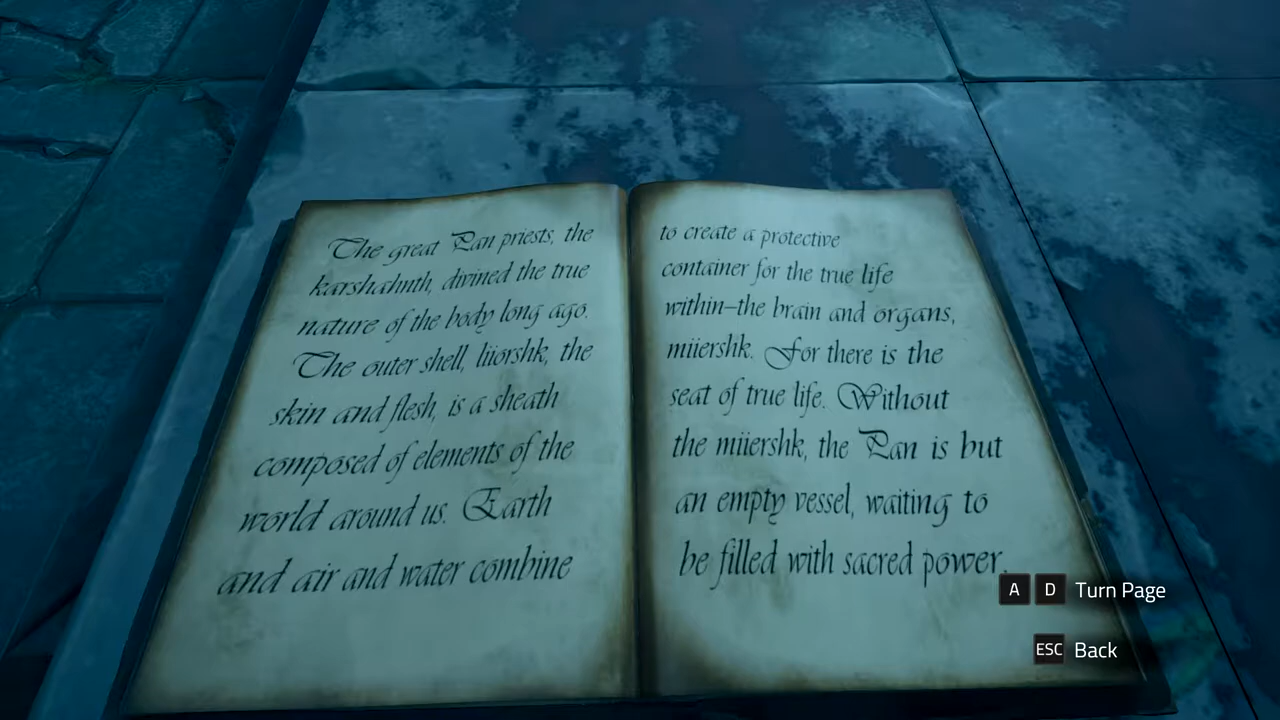 The great Pan priests, the
karshahnth, divined the true
nature of the body long ago.
The outer shell, liiorshk, the
skin and flesh, is a sheath
composed of elements of the
world around us. Earth
and air and water combine
to create a protective
container for the true life
within—the brain and organs,
miiershk. For there is the
seat of true life. Without
the miiershk, the Pan is but
an empty vessel, waiting to
be filled with sacred power.
A D Turn Page
ESC Back